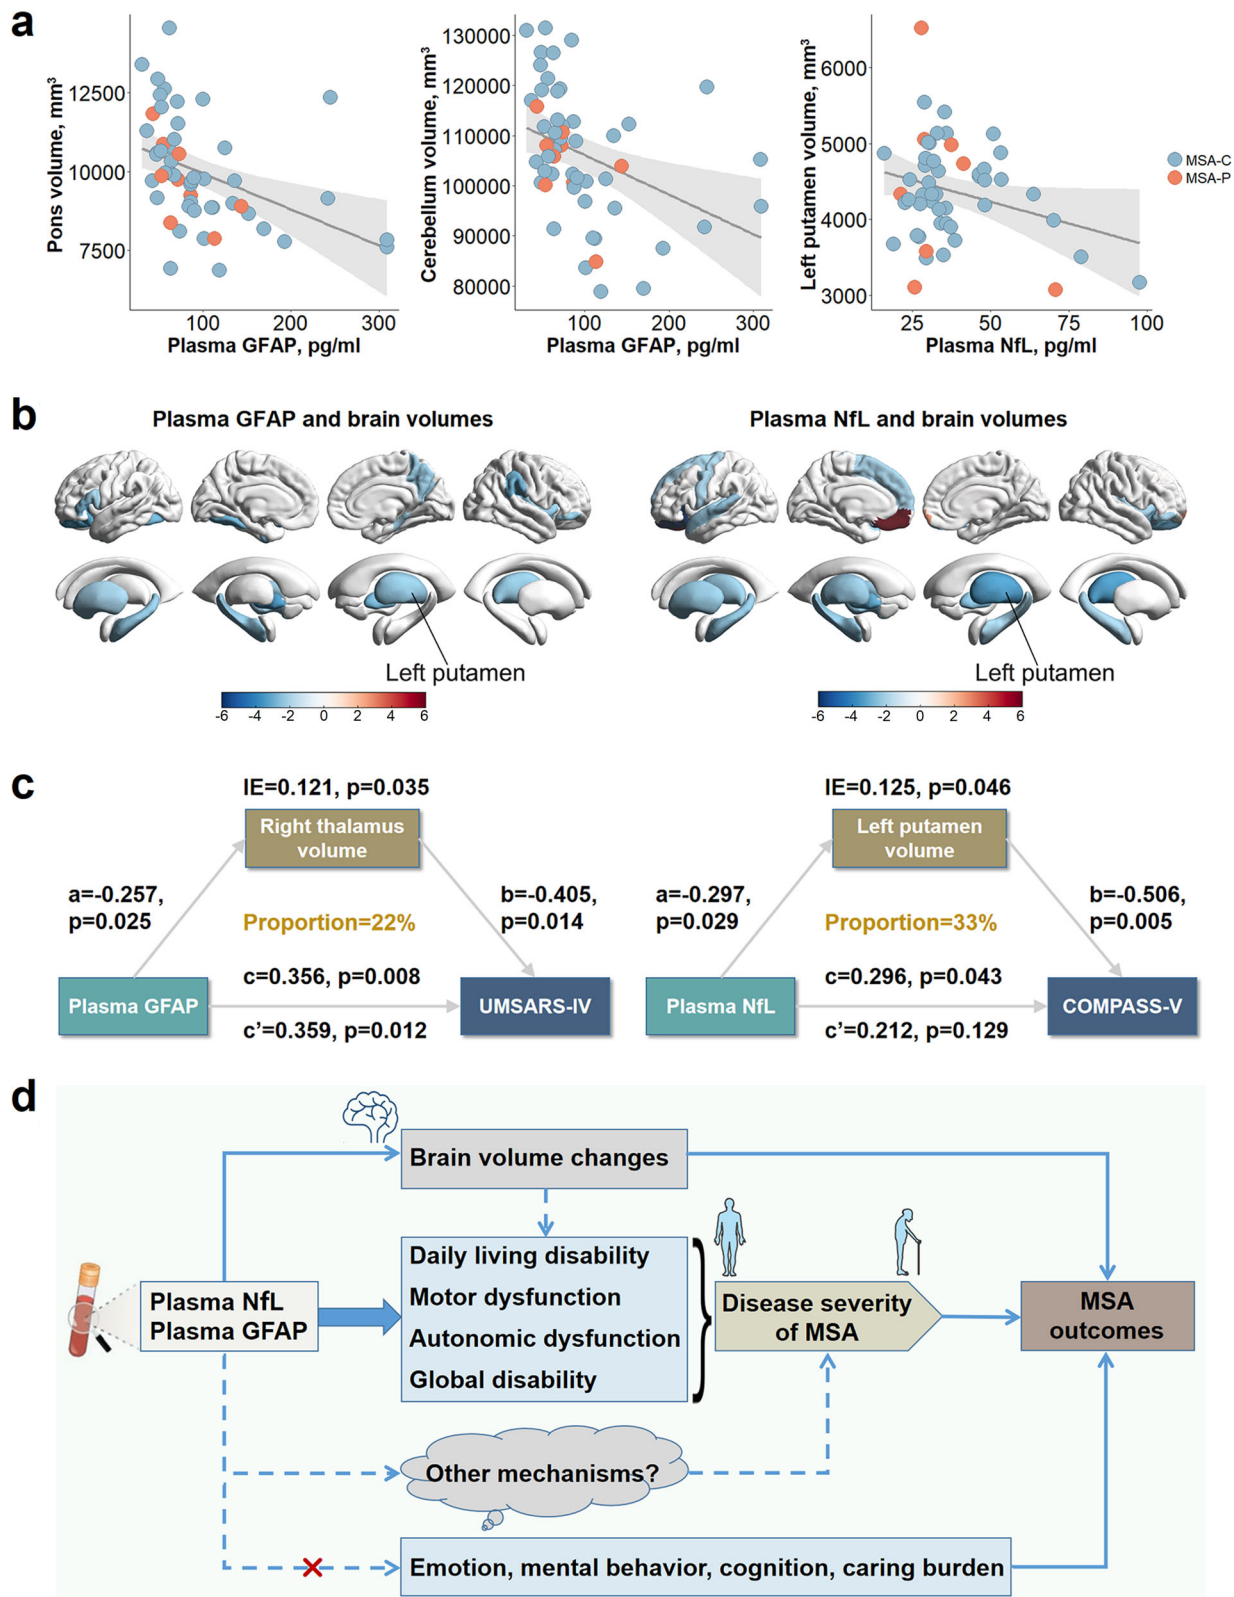 a
Pons volume, mm³
12500
10000
7500
100
200
300
Plasma GFAP, pg/ml
Cerebellum volume, mm³
130000
120000
110000
100000
90000
80000
100
200
300
Plasma GFAP, pg/ml
Left putamen volume, mm³
6000
5000
4000
3000
25
50
75
100
Plasma NfL, pg/ml
MSA-C
MSA-P
b
Plasma GFAP and brain volumes
Left putamen
-6 -4 -2 0 2 4 6
Plasma NfL and brain volumes
Left putamen
-6 -4 -2 0 2 4 6
c
IE=0.121, p=0.035
Right thalamus
volume
a=-0.257,
p=0.025
b=-0.405,
p=0.014
Proportion=22%
c=0.356, p=0.008
Plasma GFAP
UMSARS-IV
c’=0.359, p=0.012
IE=0.125, p=0.046
Left putamen
volume
a=-0.297,
p=0.029
b=-0.506,
p=0.005
Proportion=33%
c=0.296, p=0.043
Plasma NfL
COMPASS-V
c’=0.212, p=0.129
d
Brain volume changes
Plasma NfL
Plasma GFAP
Daily living disability
Motor dysfunction
Autonomic dysfunction
Global disability
Disease severity
of MSA
MSA
outcomes
Other mechanisms?
Emotion, mental behavior, cognition, caring burden